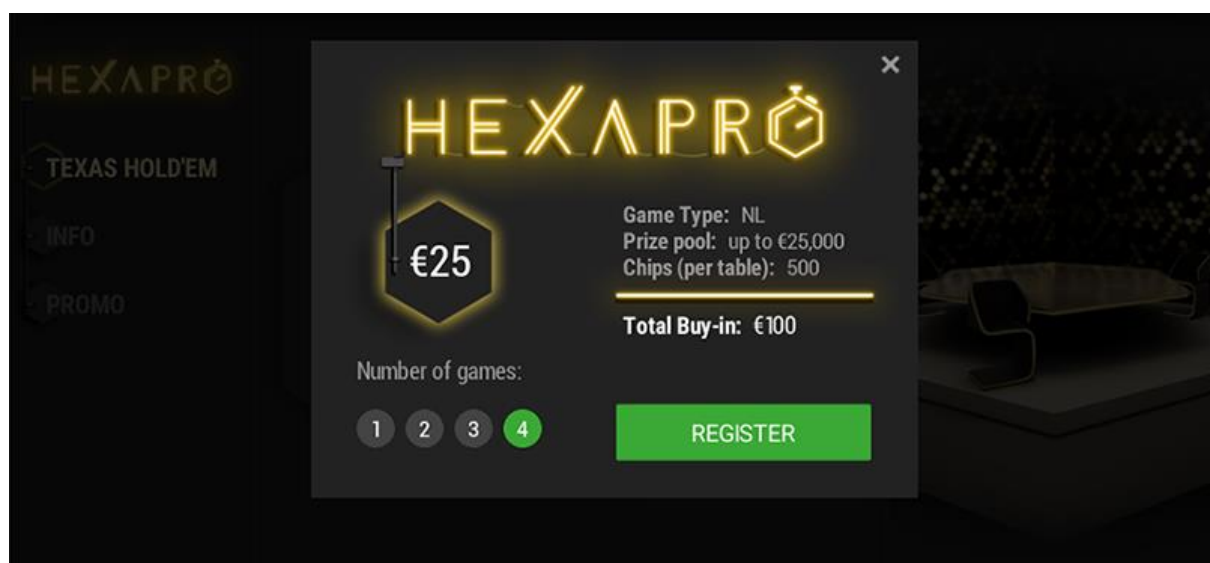 HEXAPRO
TEXAS HOLD'EM
INFO
PROMO
HEXAPRO
€25
Game Type: NL
Prize pool: up to €25,000
Chips (per table): 500
Total Buy-in: €100
Number of games:
1 2 3 4
REGISTER